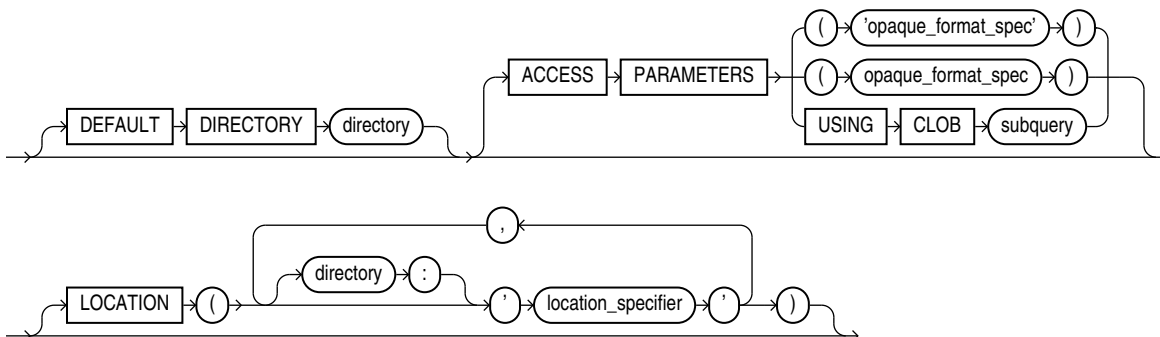 ( 'opaque_format_spec' )
ACCESS PARAMETERS ( opaque_format_spec )
DEFAULT DIRECTORY directory USING CLOB subquery
,
directory :
LOCATION ( ' location_specifier ' )